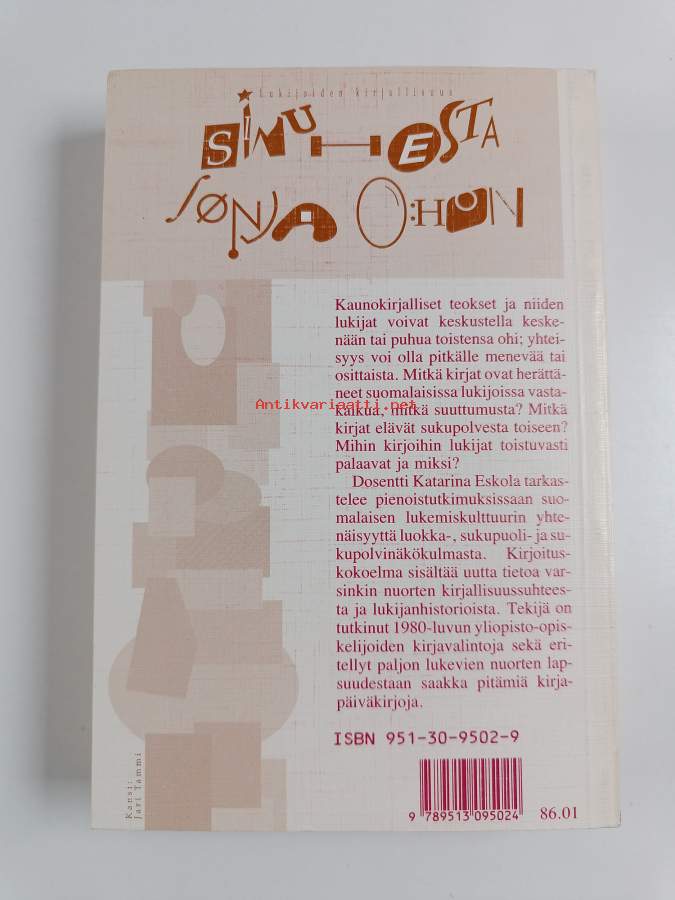 Lukijoiden kirjallisuus
SINUHESTA
SONJA O:HON
Kaunokirjalliset teokset ja niiden
lukijat voivat keskustella keske-
nään tai puhua toistensa ohi; yhtei-
syys voi olla pitkälle menevää tai
osittaista. Mitkä kirjat ovat herättä-
neet suomalaisissa lukijoissa vasta-
kaikua, mitkä suuttumusta? Mitkä
kirjat elävät sukupolvesta toiseen?
Mihin kirjoihin lukijat toistuvasti
palaavat ja miksi?
Dosentti Katarina Eskola tarkas-
telee pienoistutkimuksissaan suo-
malaisen lukemiskulttuurin yhte-
näisyyttä luokka-, sukupuoli- ja su-
kupolvinäkökulmasta. Kirjoitus-
kokoelma sisältää uutta tietoa var-
sinkin nuorten kirjallisuussuhtees-
ta ja lukijanhistorioista. Tekijä on
tutkinut 1980-luvun yliopisto-opis-
kelijoiden kirjavalintoja sekä eri-
tellyt paljon lukevien nuorten lap-
suudestaan saakka pitämiä kirja-
päiväkirjoja.
Antikvariaatti.net
ISBN 951-30-9502-9
9 789513 095024
86.01
Kansi:
Jari Tammi